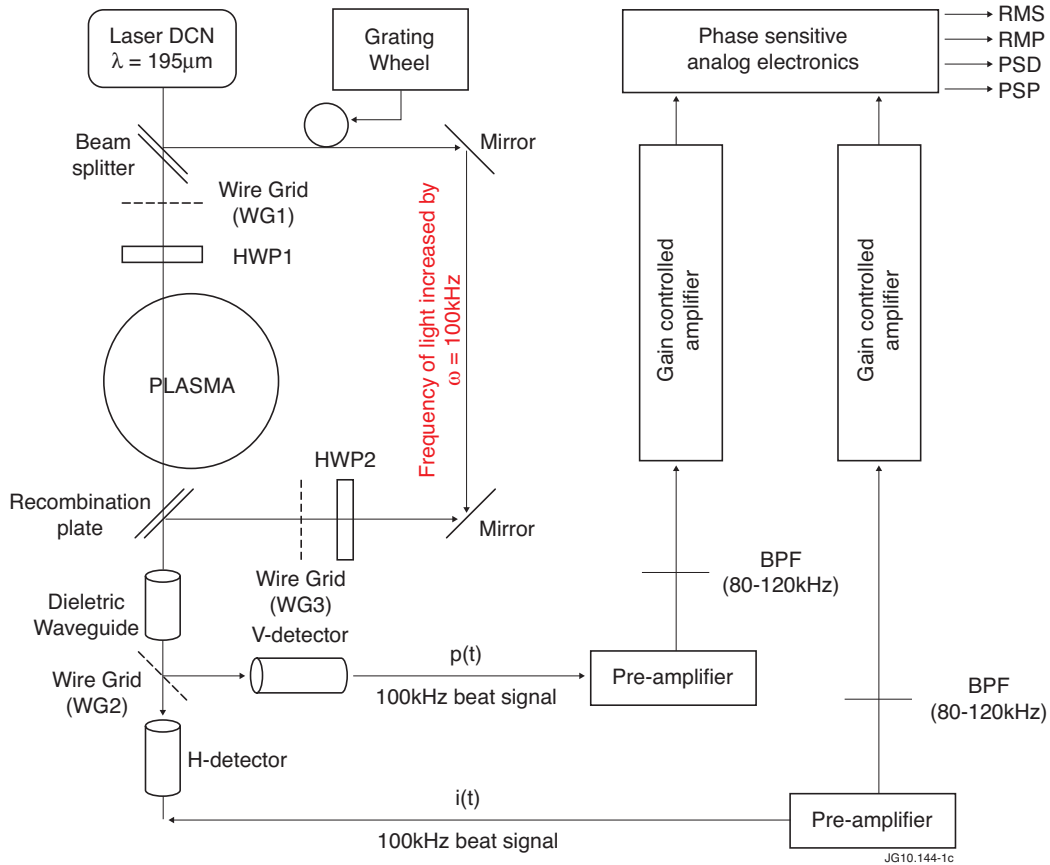 Laser DCN
λ = 195μm
Grating
Wheel
Phase sensitive
analog electronics
RMS
RMP
PSD
PSP
Beam
splitter
Mirror
Wire Grid
(WG1)
HWP1
PLASMA
Frequency of light increased by
ω = 100kHz
Gain controlled
amplifier
Gain controlled
amplifier
HWP2
Recombination
plate
Mirror
Wire Grid
(WG3)
BPF
(80-120kHz)
Dieletric
Waveguide
V-detector
p(t)
100kHz beat signal
Pre-amplifier
Wire Grid
(WG2)
BPF
(80-120kHz)
H-detector
i(t)
100kHz beat signal
Pre-amplifier
JG10.144-1c